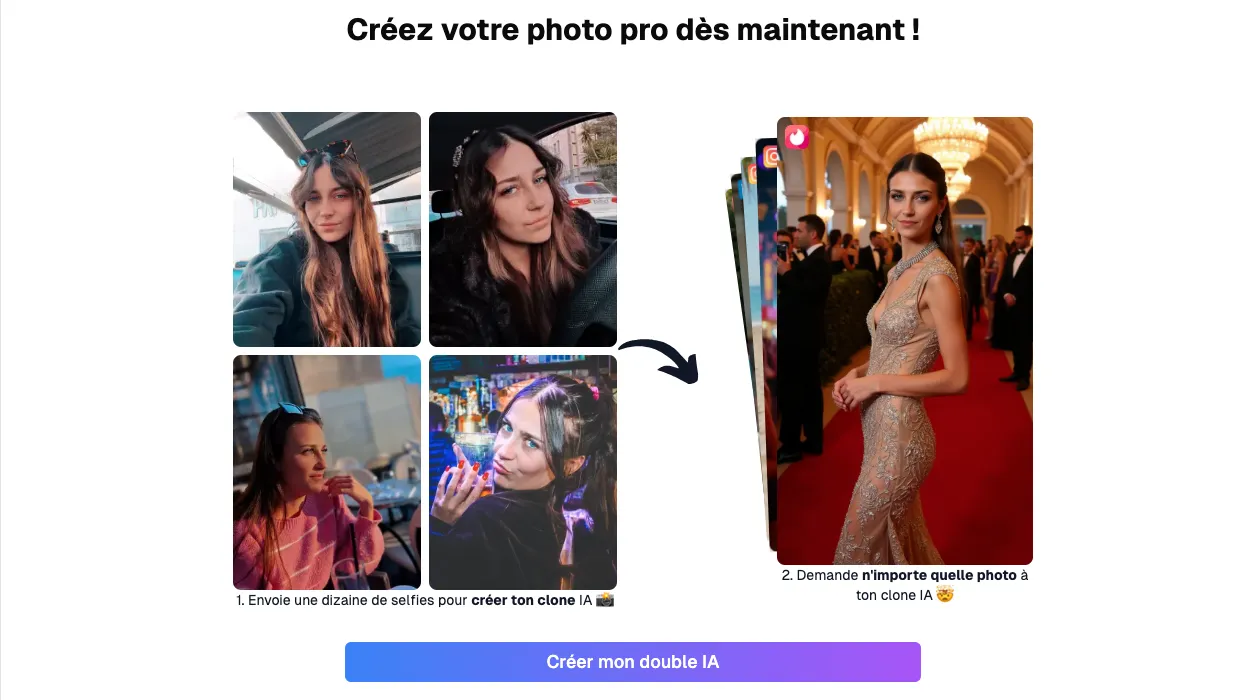 Créez votre photo pro dès maintenant !
1. Envoie une dizaine de selfies pour créer ton clone IA 📸
2. Demande n'importe quelle photo à
ton clone IA 🤯
Créer mon double IA